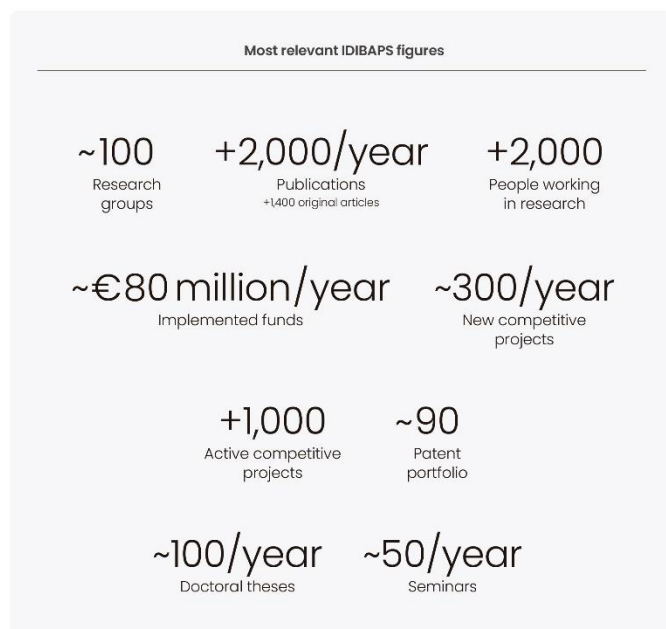 Most relevant IDIBAPS figures
~100
Research
groups
+2,000/year
Publications
+1,400 original articles
+2,000
People working
in research
~€80 million/year
Implemented funds
~300/year
New competitive
projects
+1,000
Active competitive
projects
~90
Patent
portfolio
~100/year
Doctoral theses
~50/year
Seminars